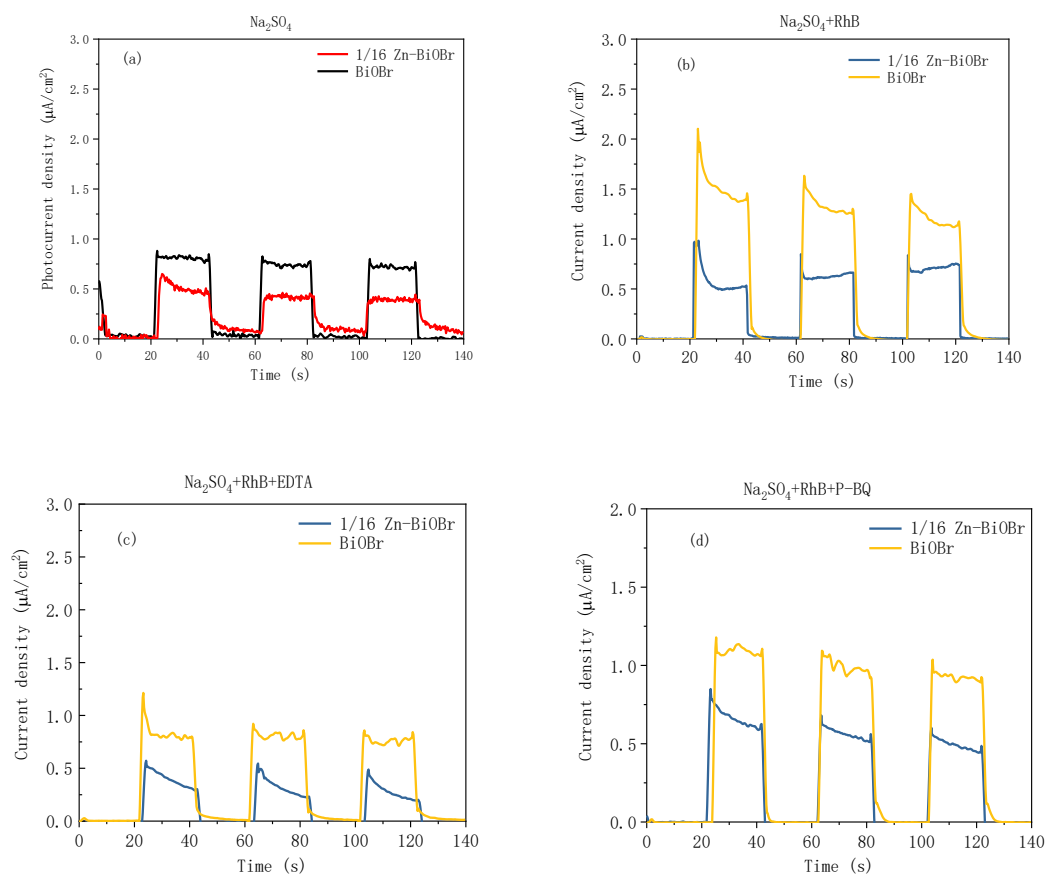 Na₂SO₄
(a)
1/16 Zn-BiOBr
BiOBr
Photocurrent density (μA/cm²)
3.0
2.5
2.0
1.5
1.0
0.5
0.0
0 20 40 60 80 100 120 140
Time (s)
Na₂SO₄+RhB
(b)
1/16 Zn-BiOBr
BiOBr
Current density (μA/cm²)
3.0
2.5
2.0
1.5
1.0
0.5
0.0
0 20 40 60 80 100 120 140
Time (s)
Na₂SO₄+RhB+EDTA
(c)
1/16 Zn-BiOBr
BiOBr
Current density (μA/cm²)
3.0
2.5
2.0
1.5
1.0
0.5
0.0
0 20 40 60 80 100 120 140
Time (s)
Na₂SO₄+RhB+P-BQ
(d)
1/16 Zn-BiOBr
BiOBr
Current density (μA/cm²)
2.0
1.5
1.0
0.5
0.0
0 20 40 60 80 100 120 140
Time (s)